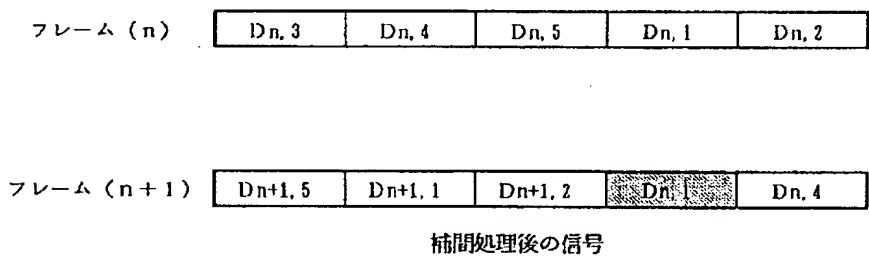 フレーム (n) Dn, 3 Dn, 4 Dn, 5 Dn, 1 Dn, 2
フレーム (n+1) Dn+1, 5 Dn+1, 1 Dn+1, 2 Dn, 1 Dn, 4
補間処理後の信号